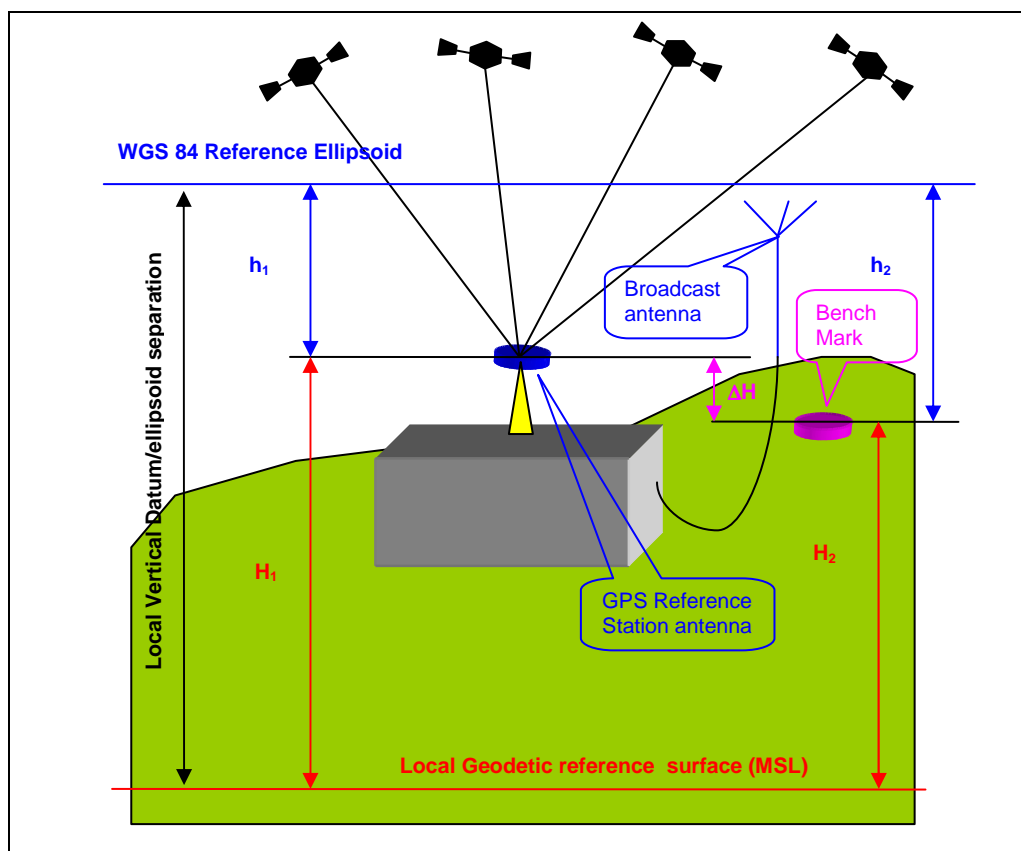 WGS 84 Reference Ellipsoid
h₁
h₂
Broadcast
antenna
Bench
Mark
Local Vertical Datum/ellipsoid separation
ΔH
H₁
H₂
GPS Reference
Station antenna
Local Geodetic reference surface (MSL)